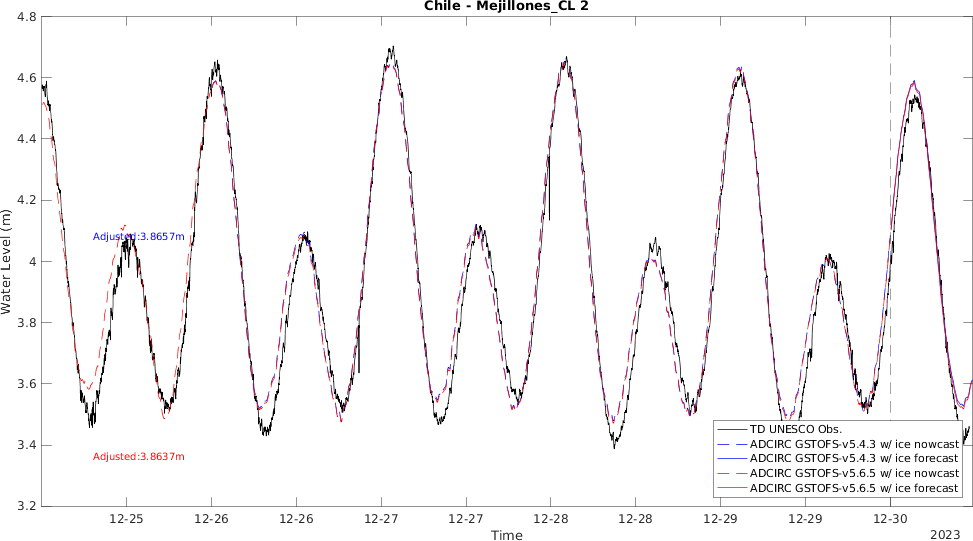 Chile - Mejillones_CL 2
4.8
4.6
4.4
4.2
4
3.8
3.6
3.4
3.2
Water Level (m)
Adjusted:3.8657m
Adjusted:3.8637m
TD UNESCO Obs.
ADCIRC GSTOFS-v5.4.3 w/ ice nowcast
ADCIRC GSTOFS-v5.4.3 w/ ice forecast
ADCIRC GSTOFS-v5.6.5 w/ ice nowcast
ADCIRC GSTOFS-v5.6.5 w/ ice forecast
12-25 12-26 12-26 12-27 12-27 12-28 12-28 12-29 12-29 12-30
Time
2023